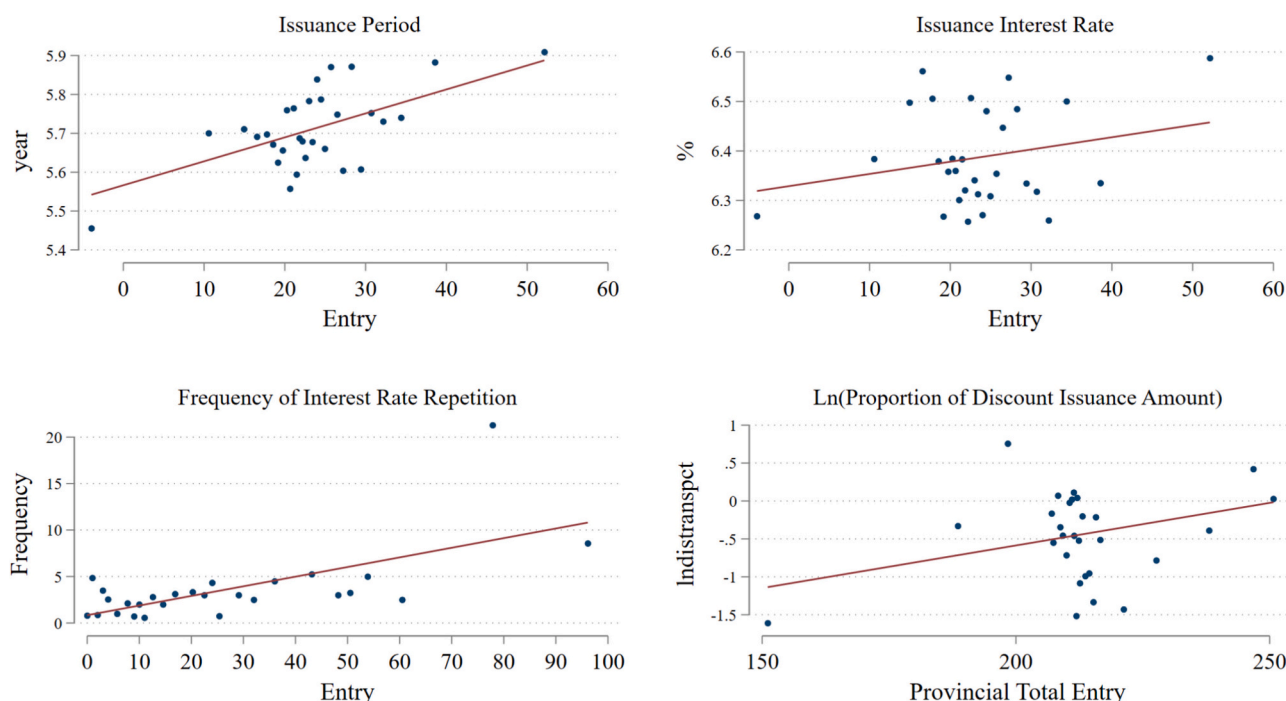 Issuance Period
year
5.9
5.8
5.7
5.6
5.5
5.4
0 10 20 30 40 50 60
Entry
Issuance Interest Rate
%
6.6
6.5
6.4
6.3
6.2
0 10 20 30 40 50 60
Entry
Frequency of Interest Rate Repetition
Frequency
20
15
10
5
0
0 10 20 30 40 50 60 70 80 90 100
Entry
Ln(Proportion of Discount Issuance Amount)
lndistranspct
1
.5
0
-.5
-1
-1.5
150 200 250
Provincial Total Entry